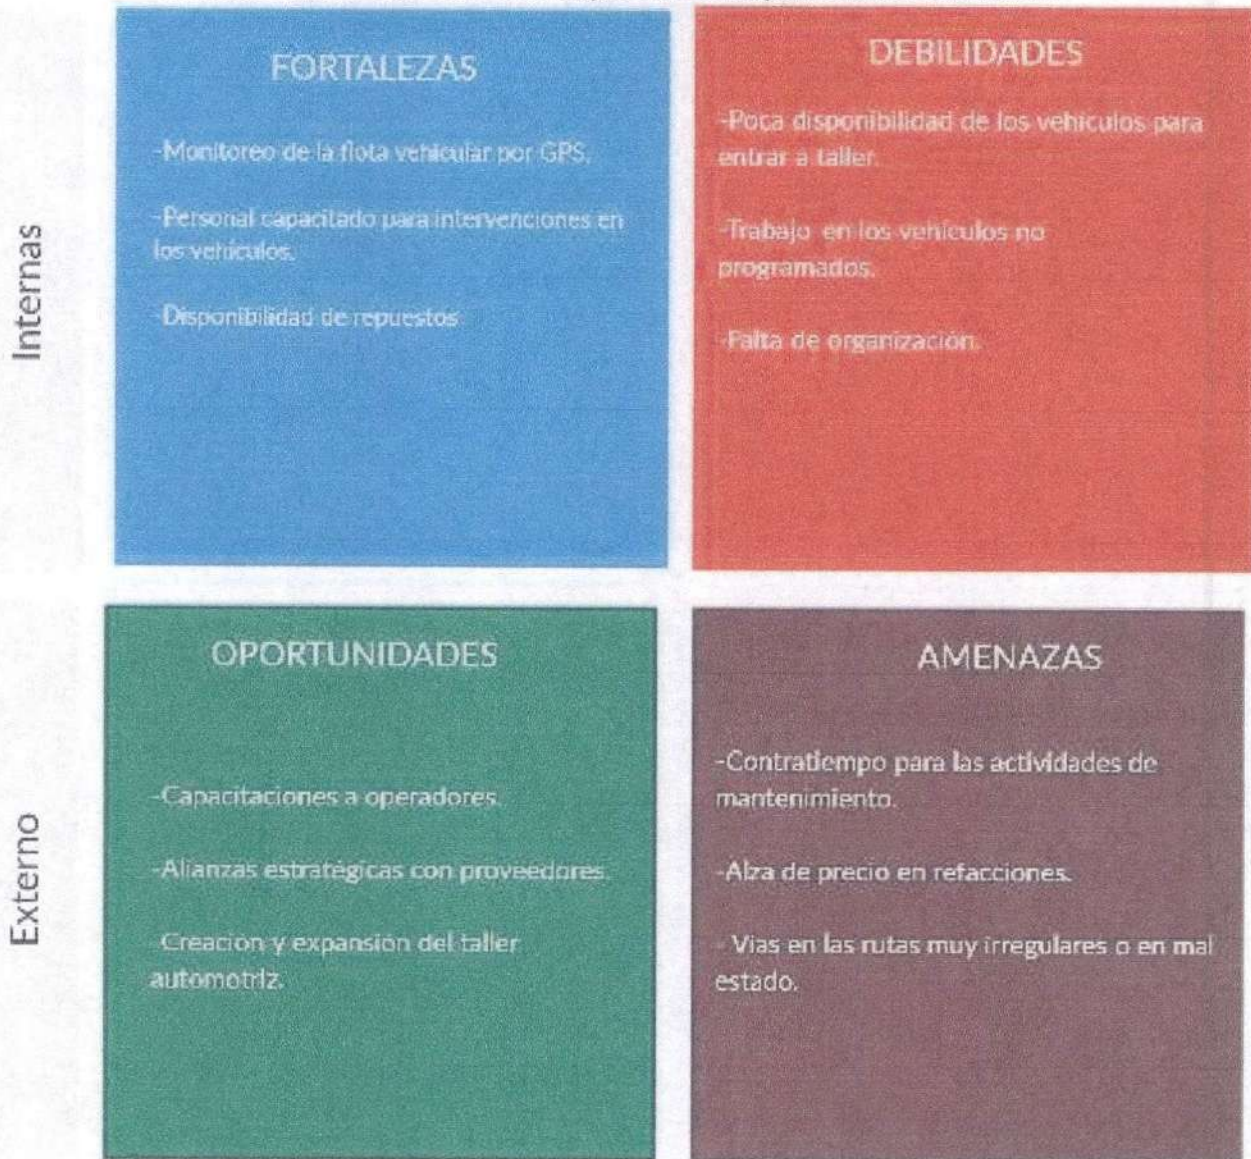 Internas
FORTALEZAS
-Monitoreo de la flota vehicular por GPS.
-Personal capacitado para intervenciones en
los vehículos.
-Disponibilidad de repuestos
DEBILIDADES
-Poca disponibilidad de los vehículos para
entrar a taller.
-Trabajo en los vehículos no
programados.
-Falta de organización.
Externo
OPORTUNIDADES
-Capacitaciones a operadores.
-Alianzas estratégicas con proveedores.
-Creacion y expansión del taller
automotriz.
AMENAZAS
-Contratiempo para las actividades de
mantenimiento.
-Alza de precio en refacciones.
- Vias en las rutas muy irregulares o en mal
estado.